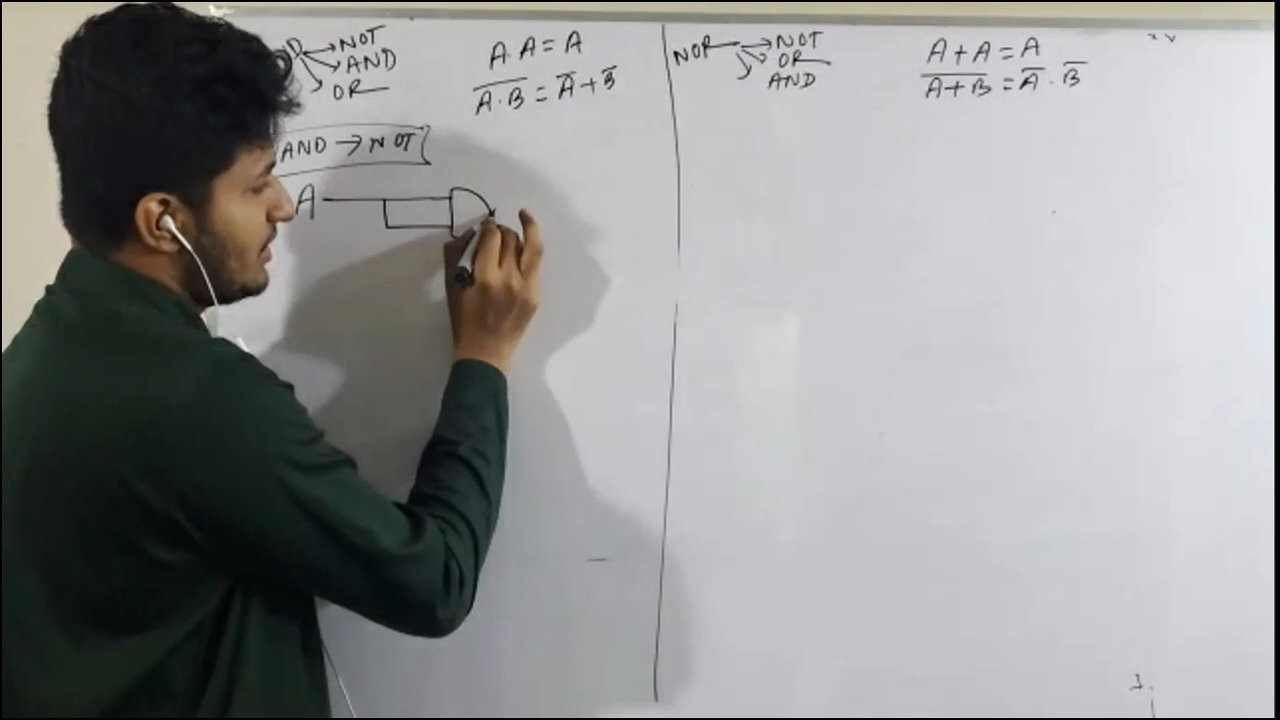 D → NOT
→ AND
→ OR
A.A = A
A̅.̅B̅ = A̅ + B̅
AND → NOT
A
NOR → NOT
OR
AND
A + A = A
A̅+̅B̅ = A̅ . B̅